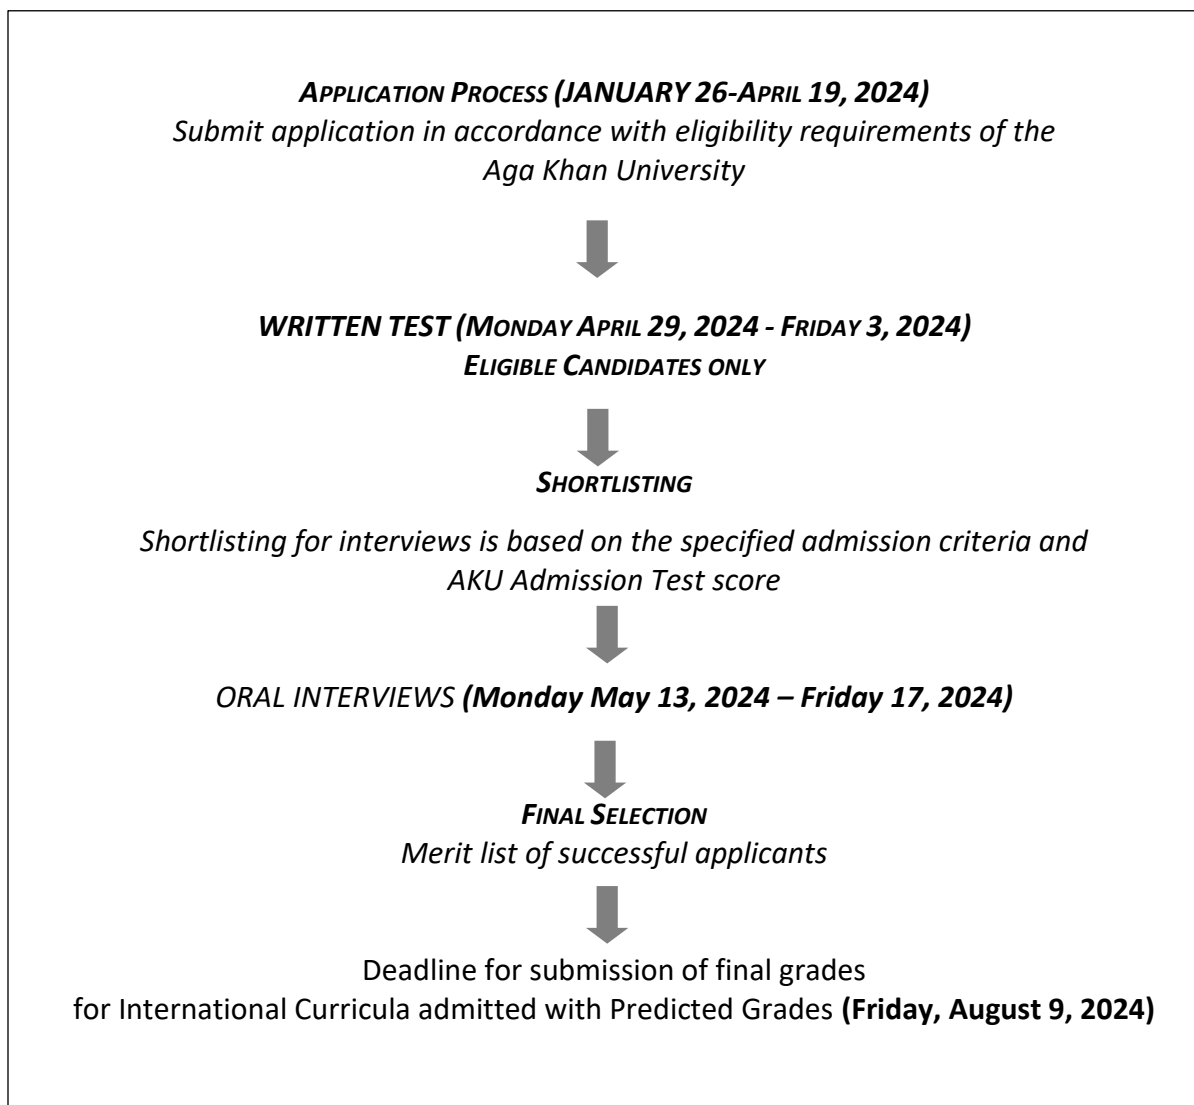 APPLICATION PROCESS (JANUARY 26-APRIL 19, 2024)
Submit application in accordance with eligibility requirements of the
Aga Khan University
WRITTEN TEST (MONDAY APRIL 29, 2024 - FRIDAY 3, 2024)
ELIGIBLE CANDIDATES ONLY
SHORTLISTING
Shortlisting for interviews is based on the specified admission criteria and
AKU Admission Test score
ORAL INTERVIEWS (Monday May 13, 2024 – Friday 17, 2024)
FINAL SELECTION
Merit list of successful applicants
Deadline for submission of final grades
for International Curricula admitted with Predicted Grades (Friday, August 9, 2024)